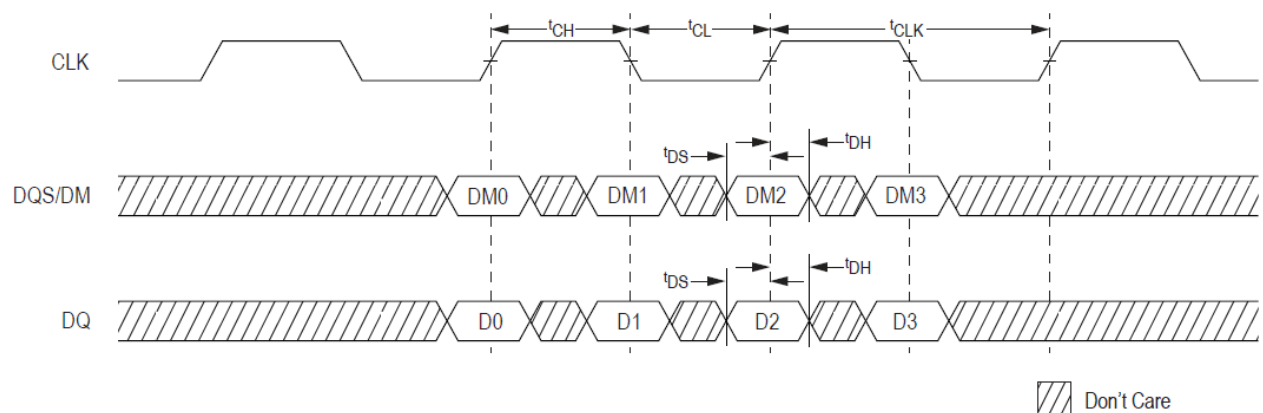 tCH tCL tCLK
CLK
tDS tDH
DQS/DM DM0 DM1 DM2 DM3
tDS tDH
DQ D0 D1 D2 D3
Don't Care